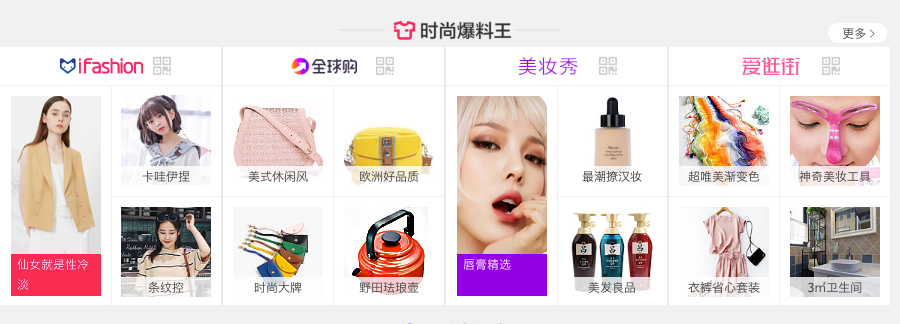 时尚爆料王
更多
iFashion
全球购
美妆秀
爱逛街
仙女就是性冷
淡
卡哇伊捏
条纹控
美式休闲风
欧洲好品质
时尚大牌
野田珐琅壶
唇膏精选
最潮撩汉妆
吕
吕
吕
美发良品
超唯美渐变色
神奇美妆工具
衣裤省心套装
3㎡卫生间